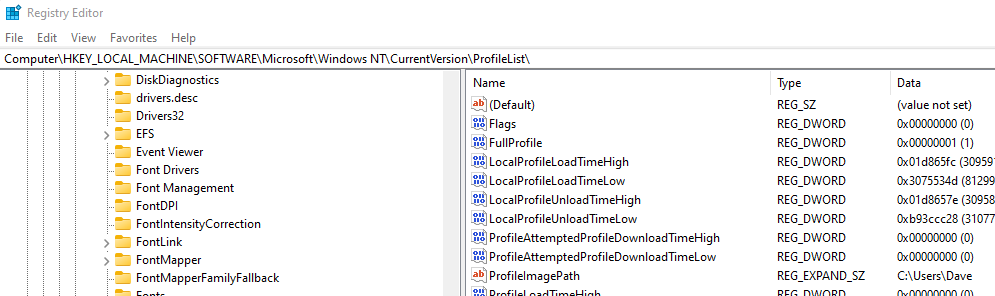 Registry Editor
File Edit View Favorites Help
Computer\HKEY_LOCAL_MACHINE\SOFTWARE\Microsoft\Windows NT\CurrentVersion\ProfileList\
DiskDiagnostics
drivers.desc
Drivers32
EFS
Event Viewer
Font Drivers
Font Management
FontDPI
FontIntensityCorrection
FontLink
FontMapper
FontMapperFamilyFallback
Fonts
Name Type Data
(Default) REG_SZ (value not set)
Flags REG_DWORD 0x00000000 (0)
FullProfile REG_DWORD 0x00000001 (1)
LocalProfileLoadTimeHigh REG_DWORD 0x01d865fc (30959
LocalProfileLoadTimeLow REG_DWORD 0x3075534d (81299
LocalProfileUnloadTimeHigh REG_DWORD 0x01d8657e (30958
LocalProfileUnloadTimeLow REG_DWORD 0xb93ccc28 (31077
ProfileAttemptedProfileDownloadTimeHigh REG_DWORD 0x00000000 (0)
ProfileAttemptedProfileDownloadTimeLow REG_DWORD 0x00000000 (0)
ProfileImagePath REG_EXPAND_SZ C:\Users\Dave
ProfileLoadTimeHigh REG_DWORD 0x00000000 (0)